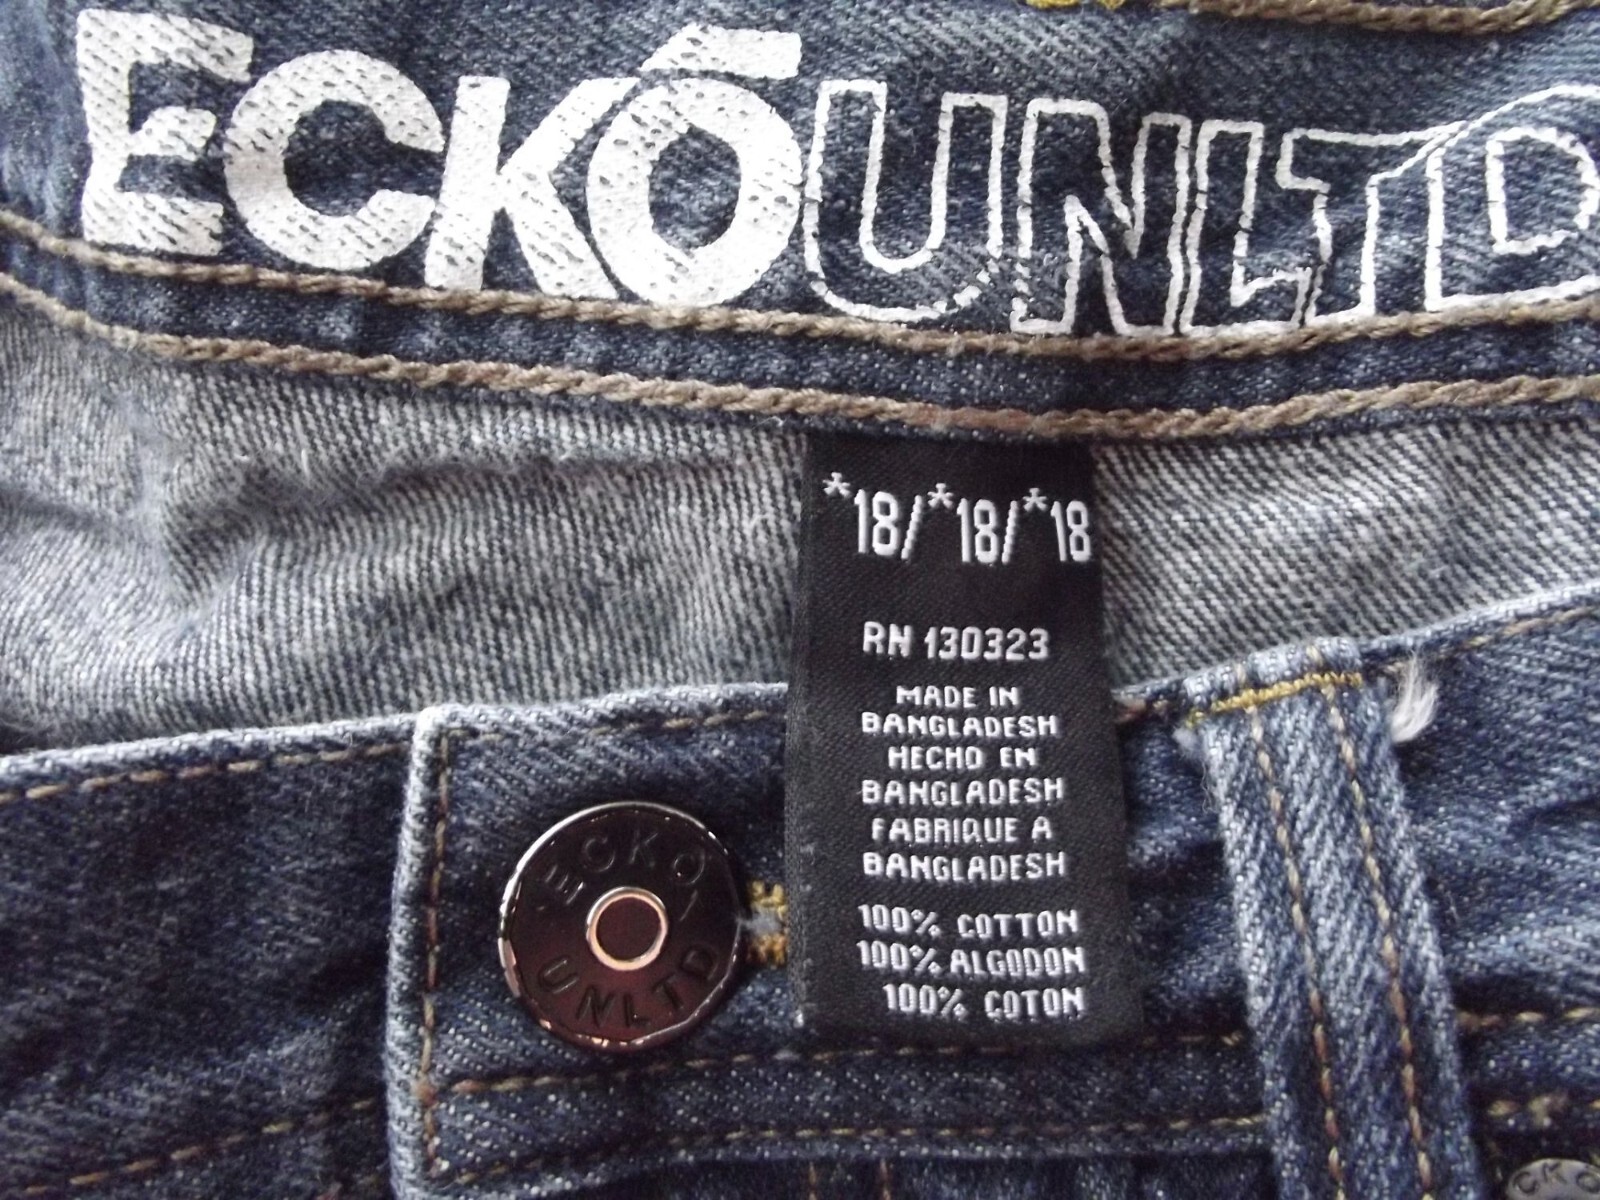 ECKŌUNLTD
*18/*18/*18
RN 130323
MADE IN
BANGLADESH
HECHO EN
BANGLADESH
FABRIQUE A
BANGLADESH
100% COTTON
100% ALGODON
100% COTON
ECKŌ
UNLTD
CKO